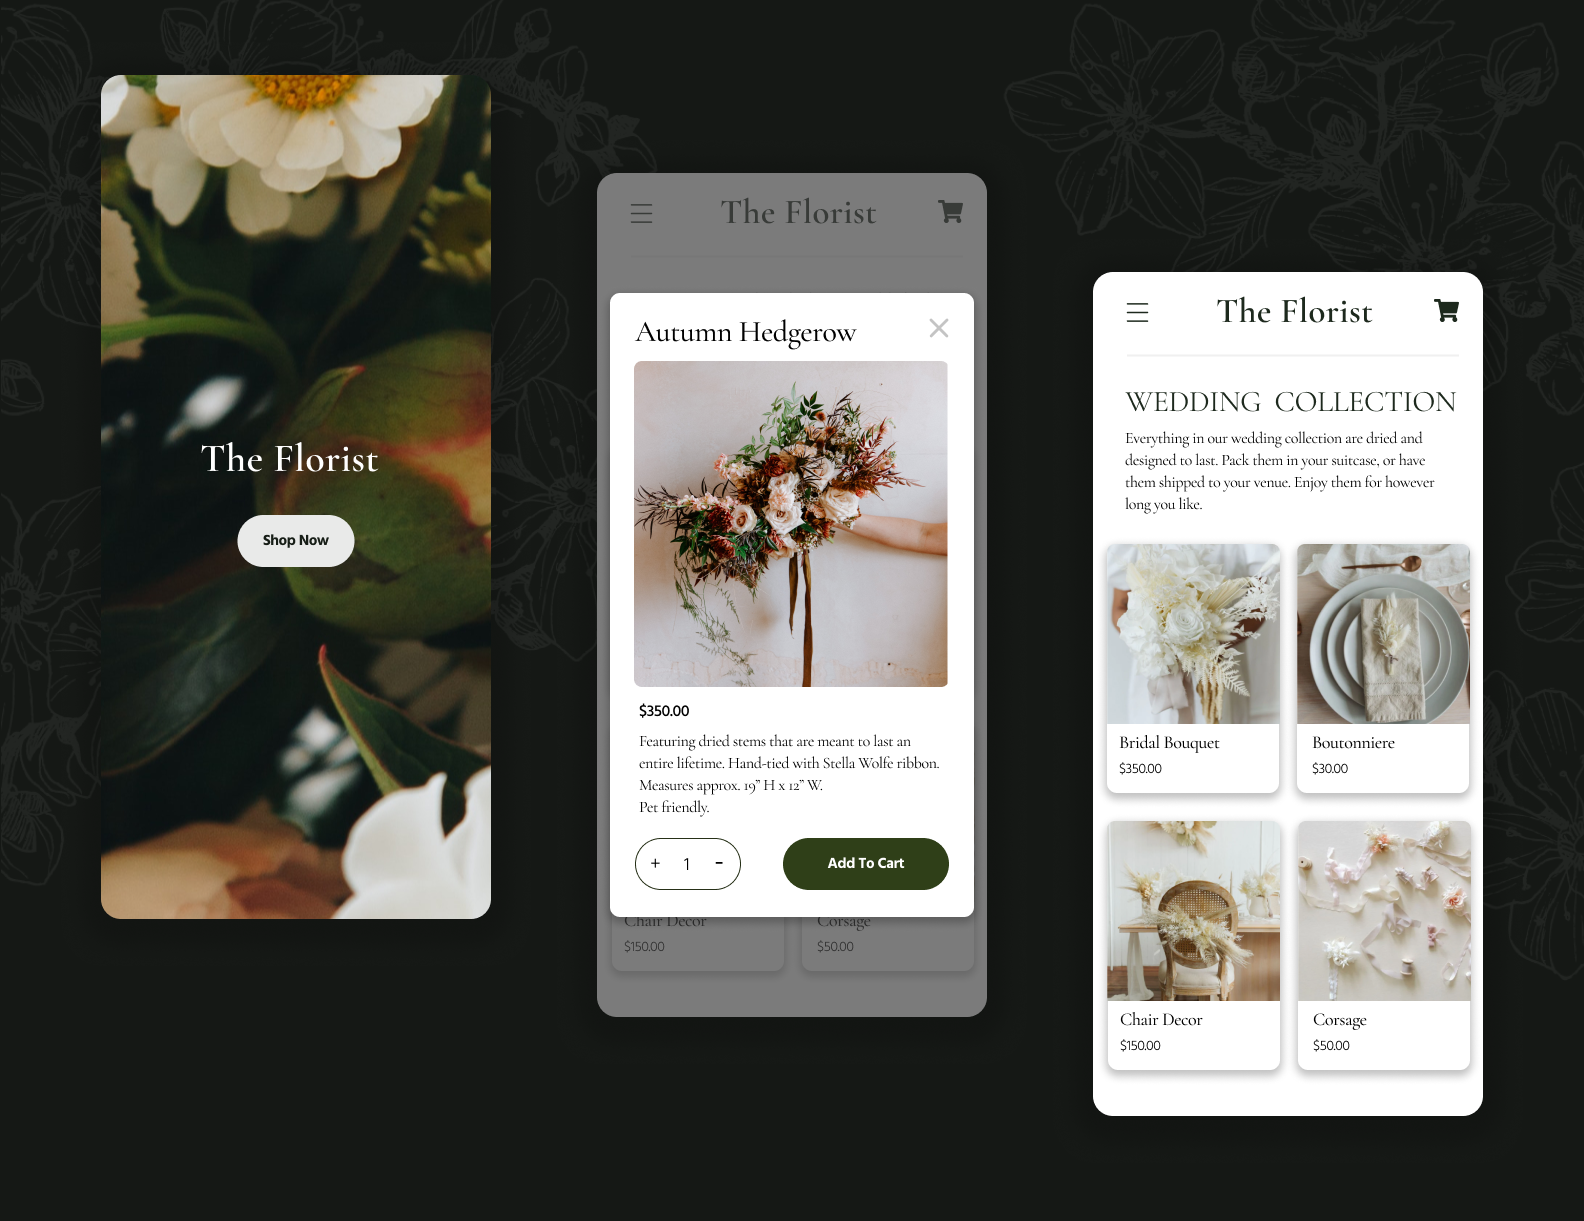 The Florist
Shop Now
The Florist
Autumn Hedgerow
$350.00
Featuring dried stems that are meant to last an
entire lifetime. Hand-tied with Stella Wolfe ribbon.
Measures approx. 19” H x 12” W.
Pet friendly.
+ 1 -
Add To Cart
Chair Decor
$150.00
Corsage
$50.00
The Florist
WEDDING COLLECTION
Everything in our wedding collection are dried and
designed to last. Pack them in your suitcase, or have
them shipped to your venue. Enjoy them for however
long you like.
Bridal Bouquet
$350.00
Boutonniere
$30.00
Chair Decor
$150.00
Corsage
$50.00